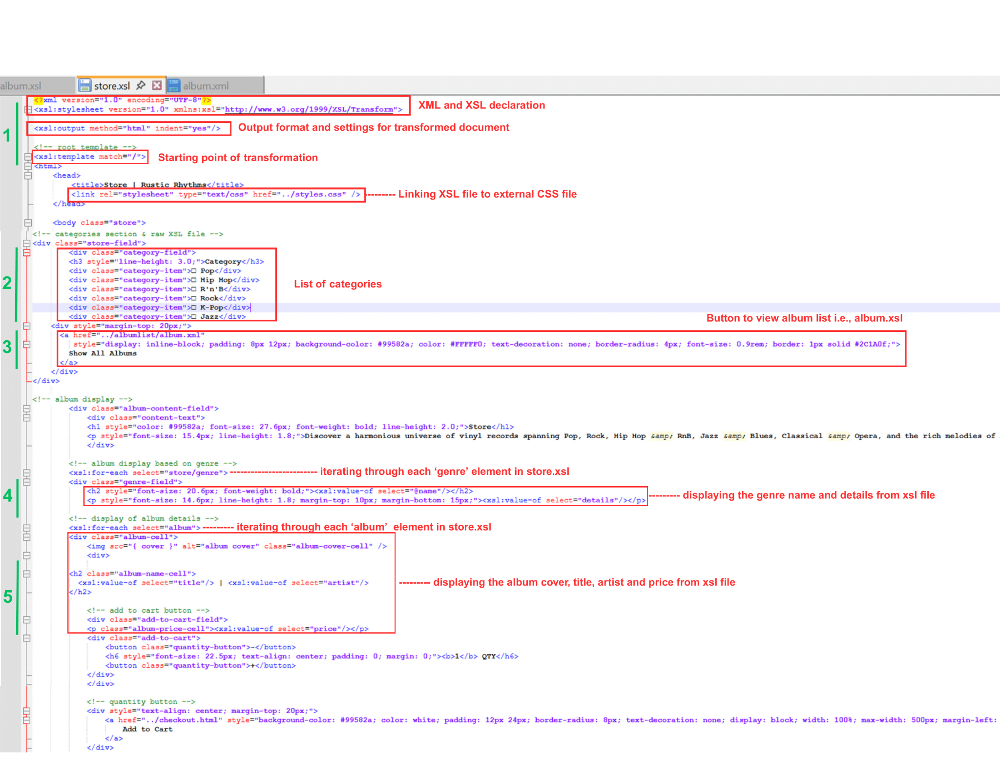 album.xsl store.xsl album.xml
<?xml version="1.0" encoding="UTF-8"?>
XML and XSL declaration
<xsl:stylesheet version="1.0" xmlns:xsl="http://www.w3.org/1999/XSL/Transform">
<xsl:output method="html" indent="yes"/>
Output format and settings for transformed document
1
<!-- root template -->
<xsl:template match="/">
Starting point of transformation
<html>
<head>
<title>Store | Rustic Rhythms</title>
<link rel="stylesheet" type="text/css" href="../styles.css" />
--------- Linking XSL file to external CSS file
</head>
<body class="store">
<!-- categories section & raw XSL file -->
<div class="store-field">
<div class="category-field">
<h3 style="line-height: 3.0;">Category</h3>
<div class="category-item">□ Pop</div>
<div class="category-item">□ Hip Hop</div>
2
List of categories
<div class="category-item">□ R'n'B</div>
<div class="category-item">□ Rock</div>
<div class="category-item">□ K-Pop</div>
<div class="category-item">□ Jazz</div>
Button to view album list i.e., album.xsl
<div style="margin-top: 20px;">
<a href="../albumlist/album.xml"
3
style="display: inline-block; padding: 8px 12px; background-color: #99582a; color: #FFFFF0; text-decoration: none; border-radius: 4px; font-size: 0.9rem; border: 1px solid #2C1A0f;">
Show All Albums
</a>
</div>
</div>
<!-- album display -->
<div class="album-content-field">
<div class="content-text">
<h1 style="color: #99582a; font-size: 27.6px; font-weight: bold; line-height: 2.0;">Store</h1>
<p style="font-size: 15.4px; line-height: 1.8;">Discover a harmonious universe of vinyl records spanning Pop, Rock, Hip Hop &amp; RnB, Jazz &amp; Blues, Classical &amp; Opera, and the rich melodies of
</div>
<!-- album display based on genre -->
<xsl:for-each select="store/genre">
------------------------- iterating through each ‘genre’ element in store.xsl
<div class="genre-field">
4
<h2 style="font-size: 20.6px; font-weight: bold;"><xsl:value-of select="@name"/></h2>
<p style="font-size: 14.6px; line-height: 1.8; margin-top: 10px; margin-bottom: 15px;"><xsl:value-of select="details"/></p>
--------- displaying the genre name and details from xsl file
<!-- display of album details -->
<xsl:for-each select="album">
--------- iterating through each ‘album’ element in store.xsl
<div class="album-cell">
<img src="{ cover }" alt="album cover" class="album-cover-cell" />
<div>
<h2 class="album-name-cell">
<xsl:value-of select="title"/> | <xsl:value-of select="artist"/>
--------- displaying the album cover, title, artist and price from xsl file
</h2>
5
<!-- add to cart button -->
<div class="add-to-cart-field">
<p class="album-price-cell"><xsl:value-of select="price"/></p>
<div class="add-to-cart">
<button class="quantity-button">-</button>
<h6 style="font-size: 22.5px; text-align: center; padding: 0; margin: 0;"><b>1</b> QTY</h6>
<button class="quantity-button">+</button>
</div>
</div>
<!-- quantity button -->
<div style="text-align: center; margin-top: 20px;">
<a href="../checkout.html" style="background-color: #99582a; color: white; padding: 12px 24px; border-radius: 8px; text-decoration: none; display: block; width: 100%; max-width: 500px; margin-left:
Add to Cart
</a>
</div>